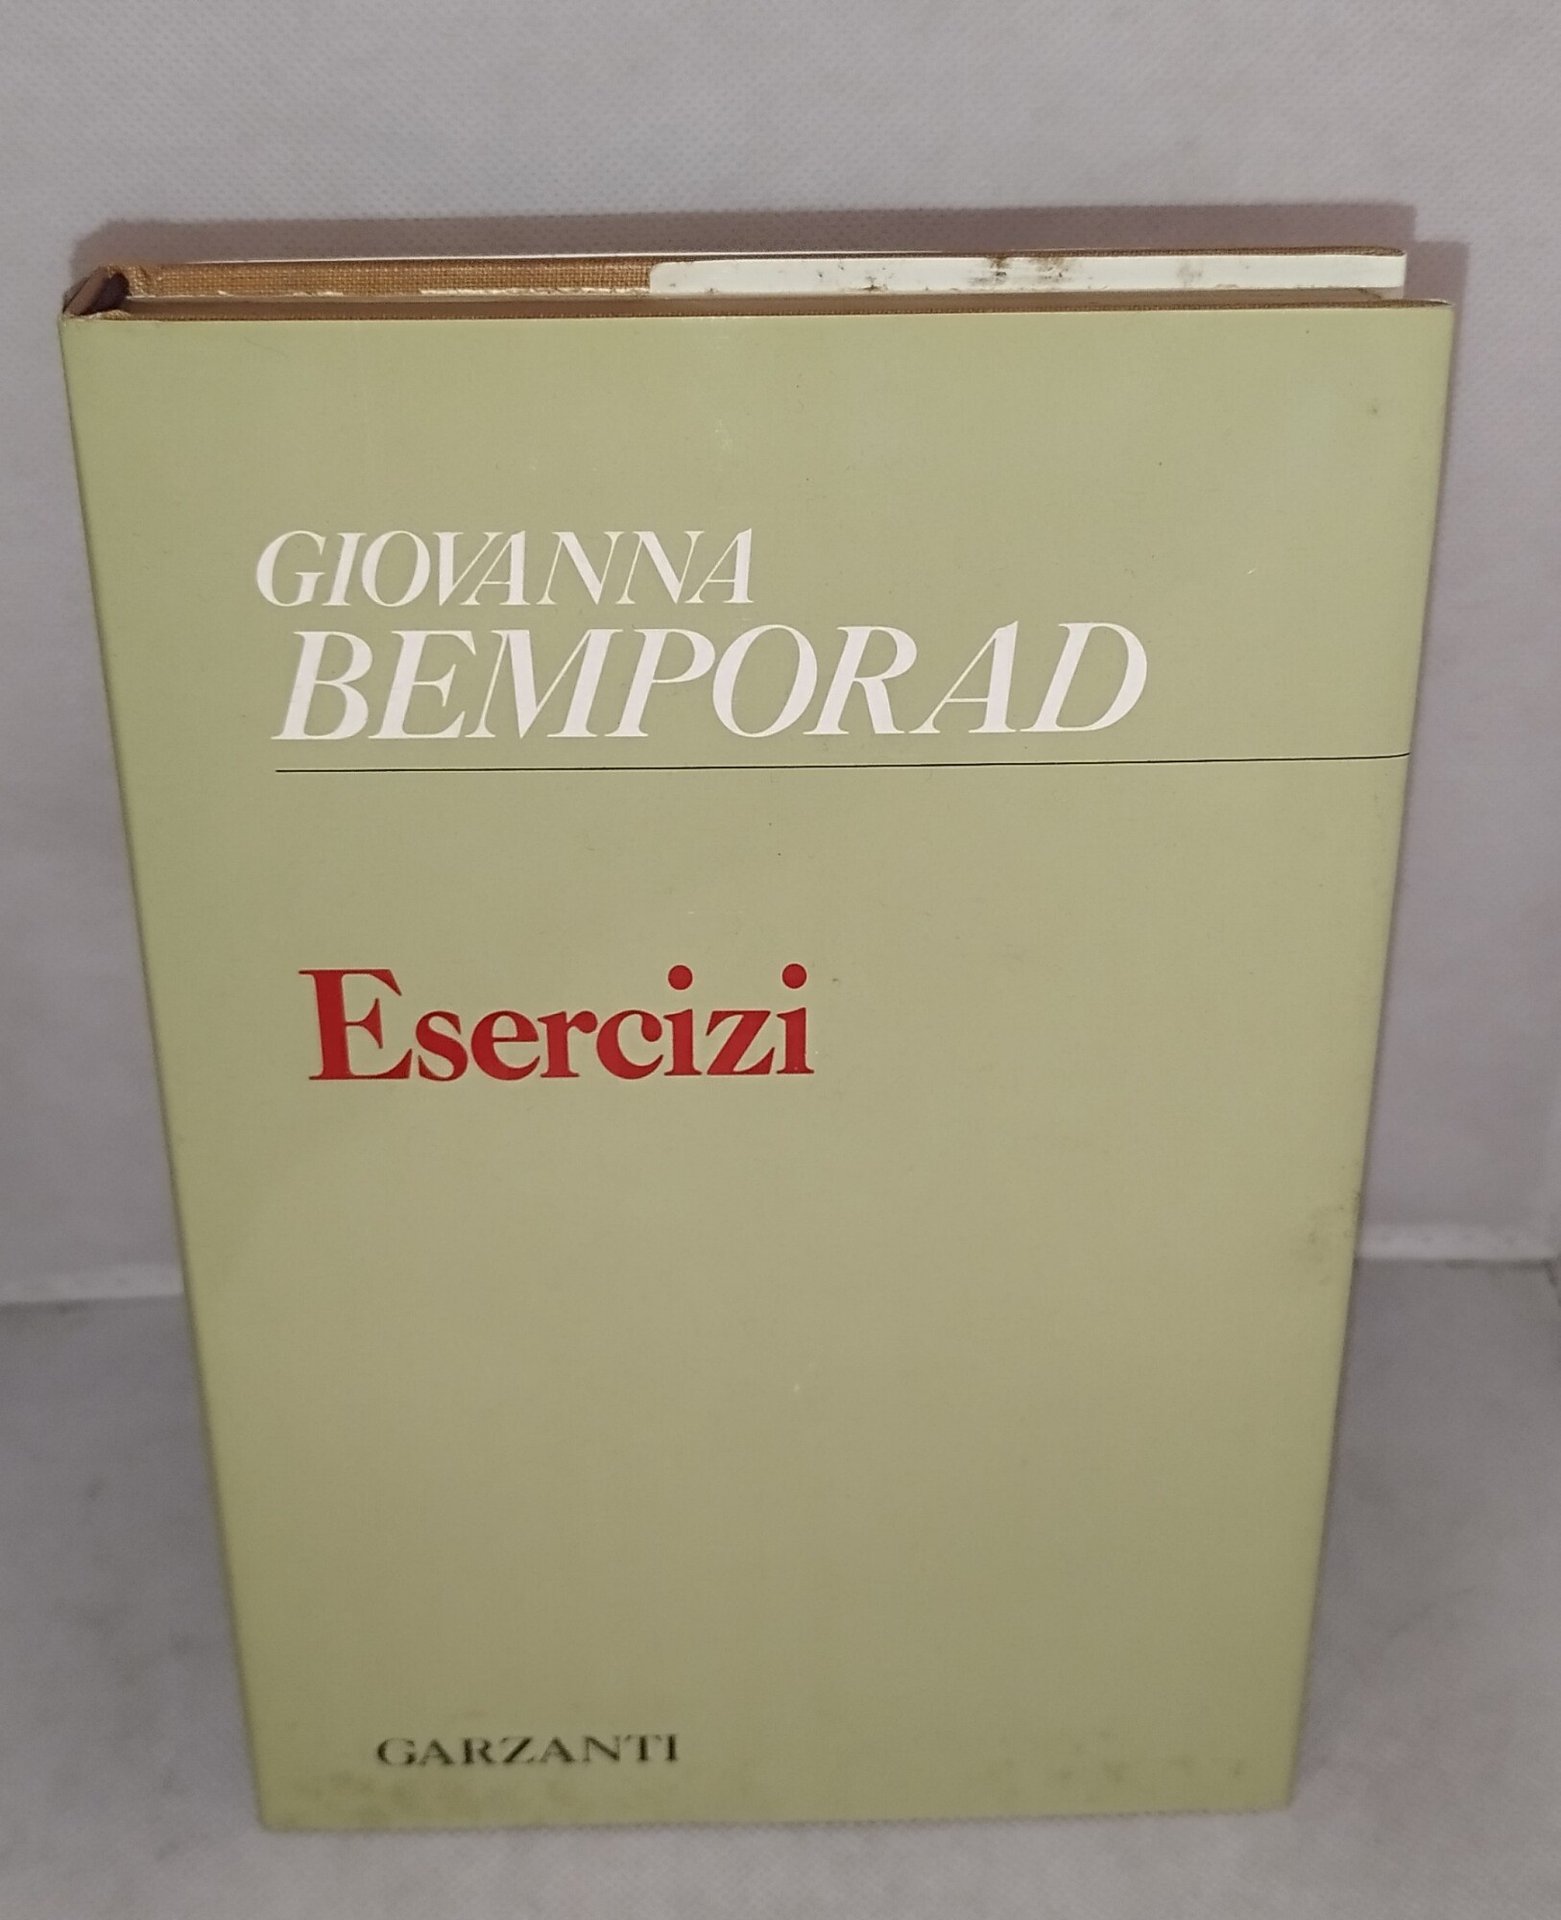 GIOVANNA
BEMPORAD
Esercizi
GARZANTI